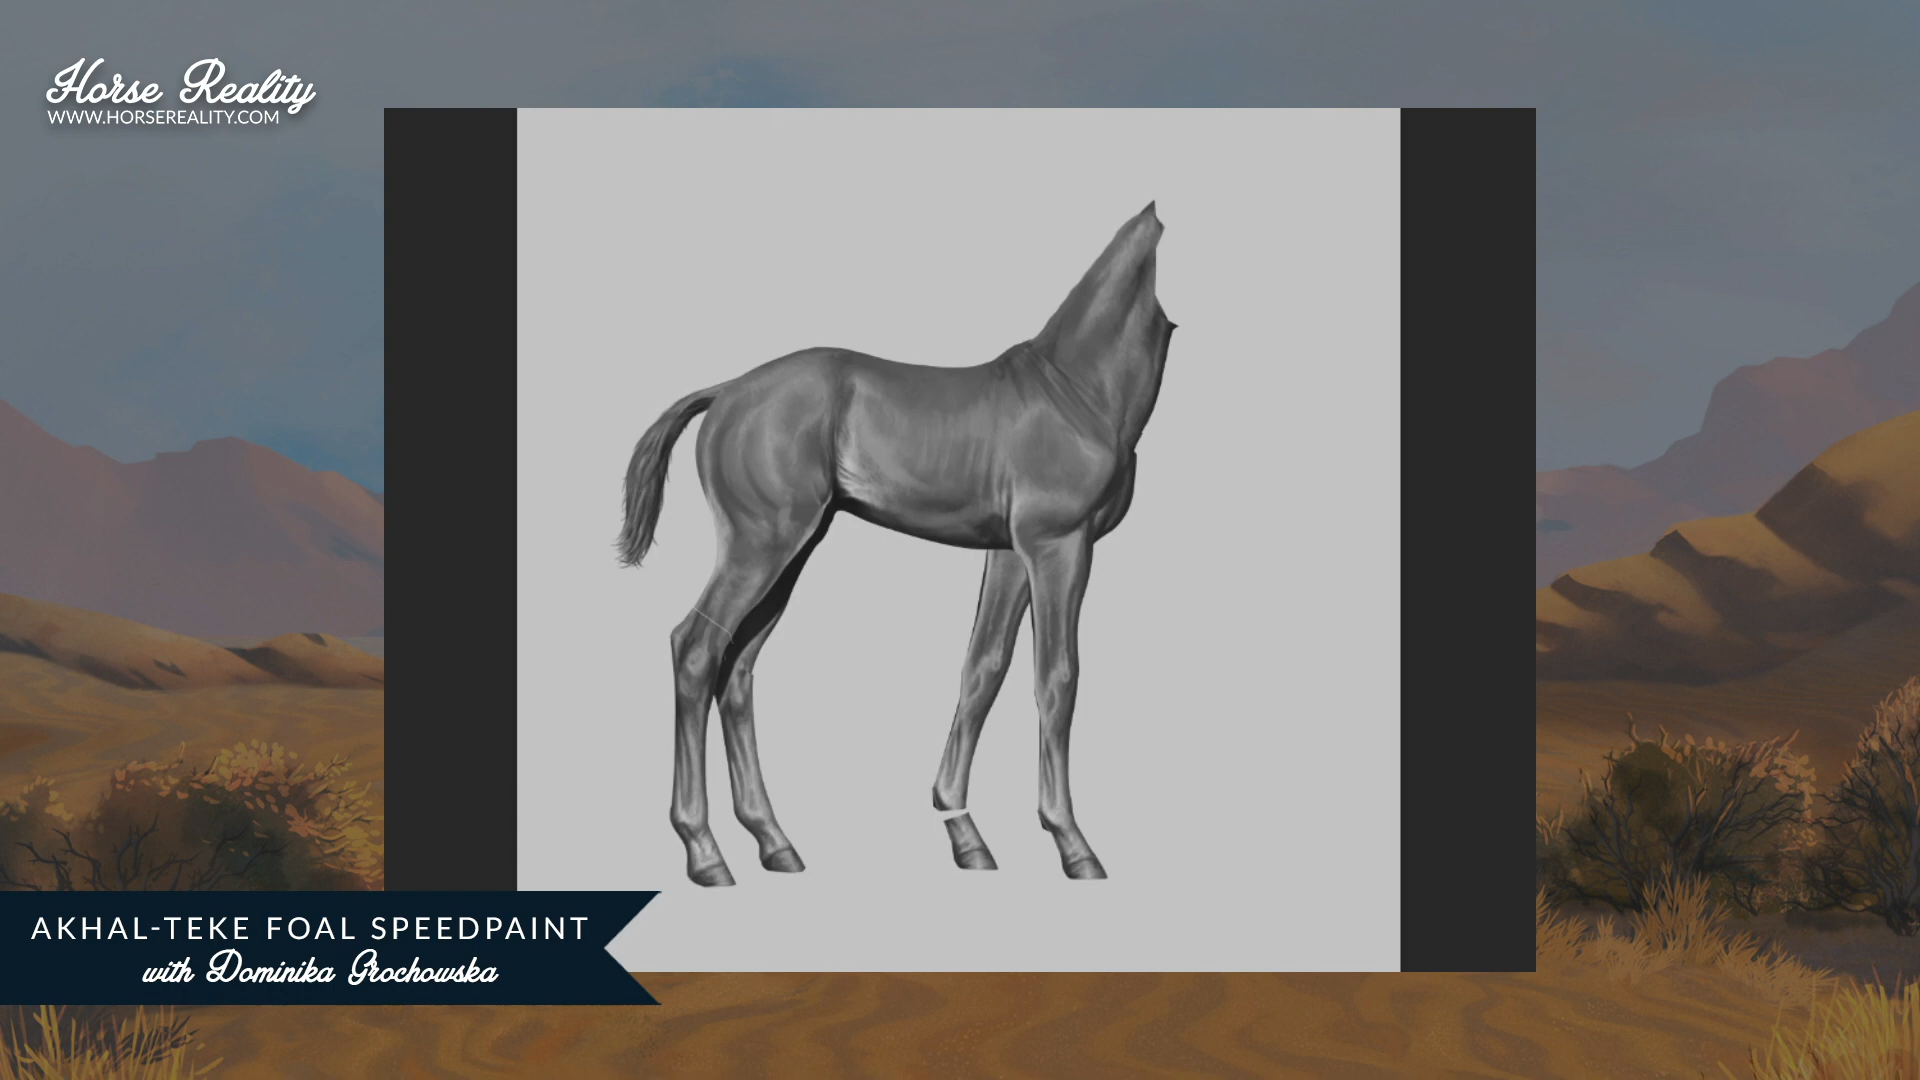 Horse Reality
WWW.HORSEREALITY.COM
AKHAL-TEKE FOAL SPEEDPAINT
with Dominika Grochowska